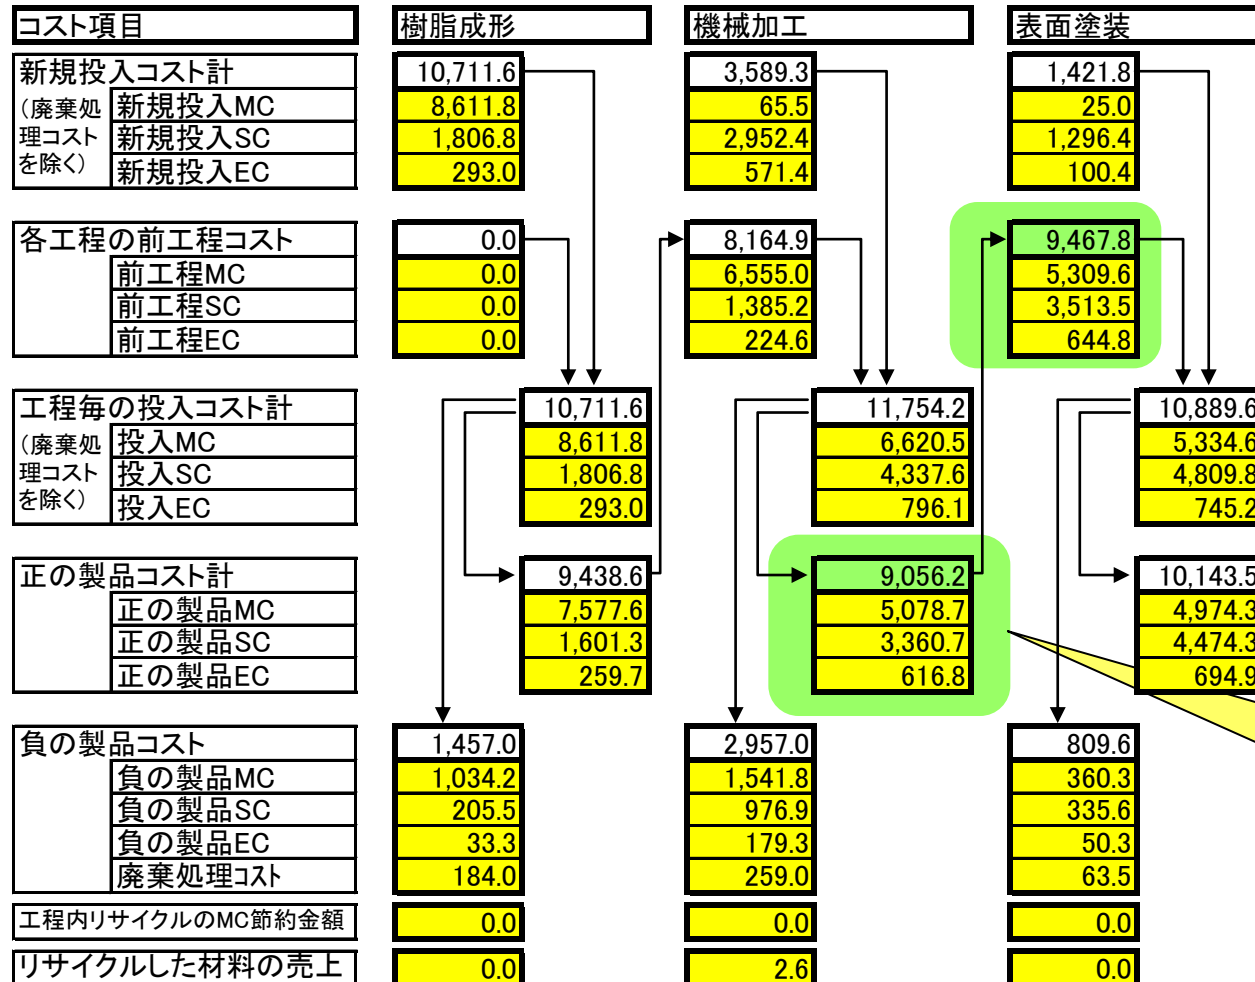 コスト項目 樹脂成形 機械加工 表面塗装
新規投入コスト計 10,711.6 3,589.3 1,421.8
(廃棄処理コストを除く) 新規投入MC 8,611.8 65.5 25.0
新規投入SC 1,806.8 2,952.4 1,296.4
新規投入EC 293.0 571.4 100.4
各工程の前工程コスト 0.0 8,164.9 9,467.8
前工程MC 0.0 6,555.0 5,309.6
前工程SC 0.0 1,385.2 3,513.5
前工程EC 0.0 224.6 644.8
工程毎の投入コスト計 10,711.6 11,754.2 10,889.6
(廃棄処理コストを除く) 投入MC 8,611.8 6,620.5 5,334.6
投入SC 1,806.8 4,337.6 4,809.8
投入EC 293.0 796.1 745.2
正の製品コスト計 9,438.6 9,056.2 10,143.5
正の製品MC 7,577.6 5,078.7 4,974.3
正の製品SC 1,601.3 3,360.7 4,474.3
正の製品EC 259.7 616.8 694.9
負の製品コスト 1,457.0 2,957.0 809.6
負の製品MC 1,034.2 1,541.8 360.3
負の製品SC 205.5 976.9 335.6
負の製品EC 33.3 179.3 50.3
廃棄処理コスト 184.0 259.0 63.5
工程内リサイクルのMC節約金額 0.0 0.0 0.0
リサイクルした材料の売上 0.0 2.6 0.0